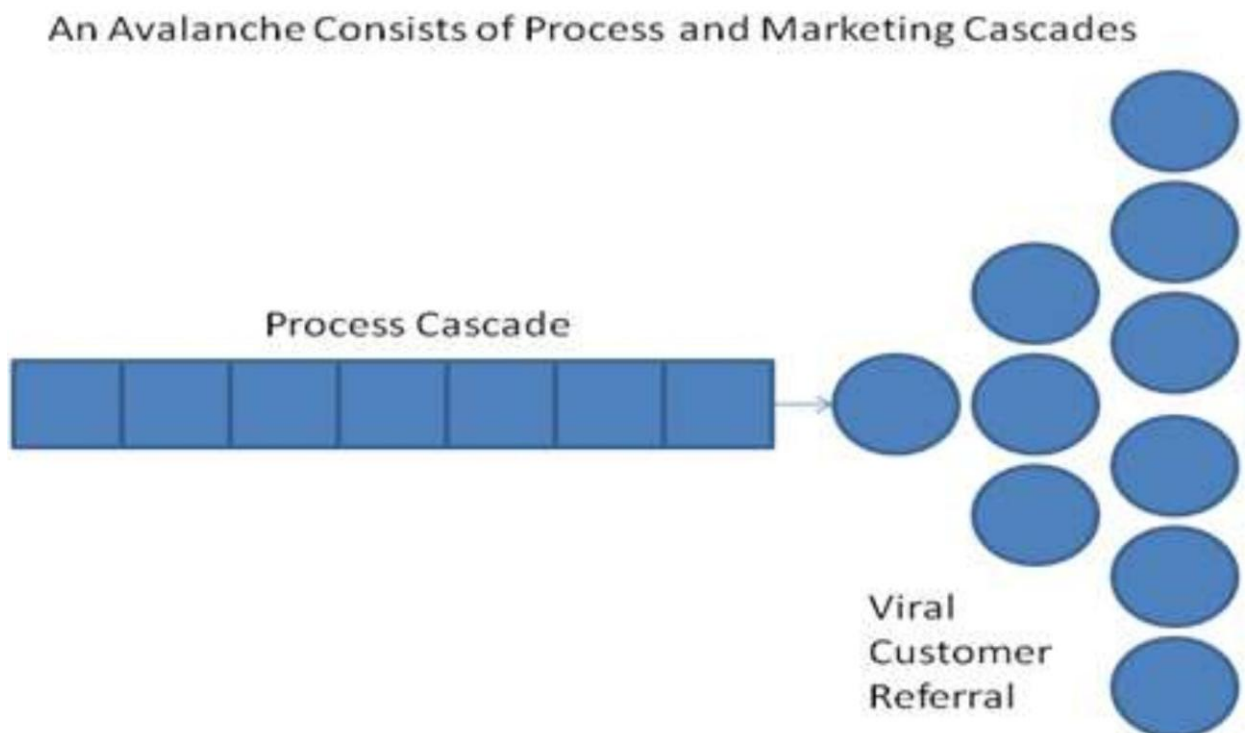 An Avalanche Consists of Process and Marketing Cascades
Process Cascade
Viral
Customer
Referral